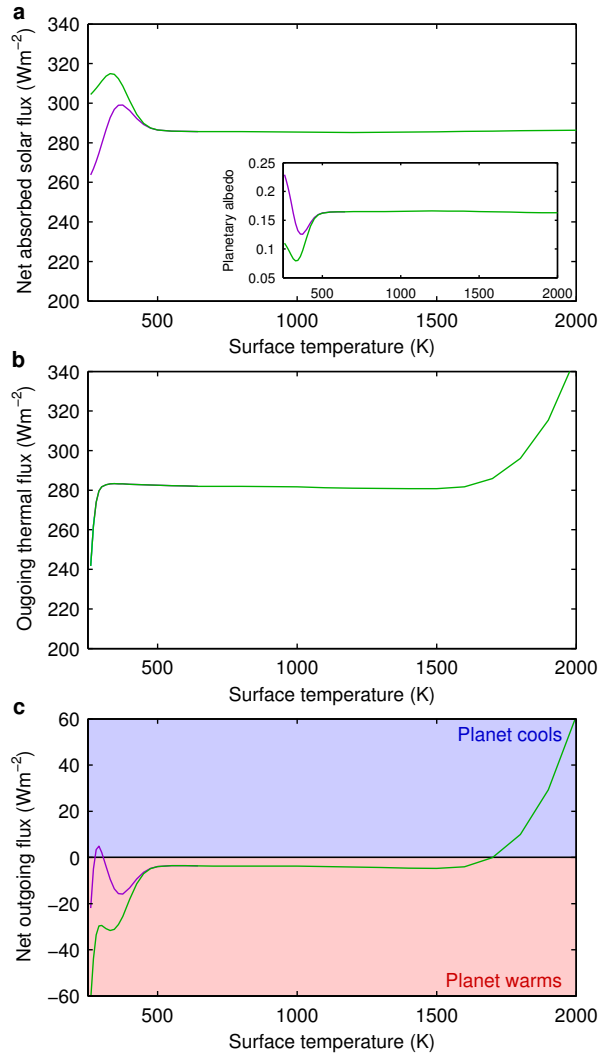 a
340
320
300
280
260
240
220
200
Net absorbed solar flux (Wm−2)
0.25
0.2
0.15
0.1
0.05
Planetary albedo
500 1000 1500 2000
500 1000 1500 2000
Surface temperature (K)
b
340
320
300
280
260
240
220
200
Ougoing thermal flux (Wm−2)
500 1000 1500 2000
Surface temperature (K)
c
60
40
20
0
−20
−40
−60
Net outgoing flux (Wm−2)
Planet cools
Planet warms
500 1000 1500 2000
Surface temperature (K)